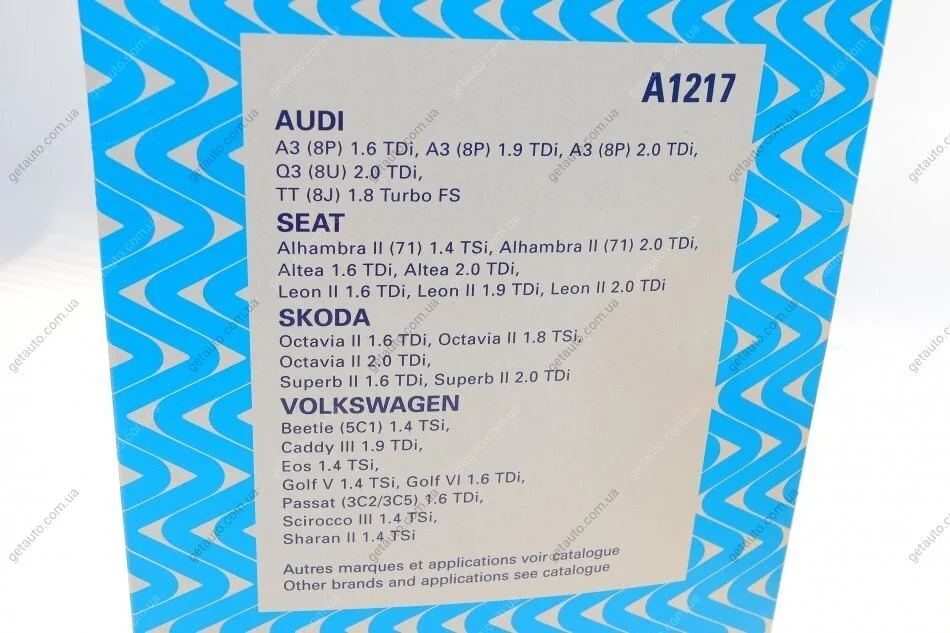 A1217
AUDI
A3 (8P) 1.6 TDi, A3 (8P) 1.9 TDi, A3 (8P) 2.0 TDi,
Q3 (8U) 2.0 TDi,
TT (8J) 1.8 Turbo FS
SEAT
Alhambra II (71) 1.4 TSi, Alhambra II (71) 2.0 TDi,
Altea 1.6 TDi, Altea 2.0 TDi,
Leon II 1.6 TDi, Leon II 1.9 TDi, Leon II 2.0 TDi
SKODA
Octavia II 1.6 TDi, Octavia II 1.8 TSi,
Octavia II 2.0 TDi,
Superb II 1.6 TDi, Superb II 2.0 TDi
VOLKSWAGEN
Beetle (5C1) 1.4 TSi,
Caddy III 1.9 TDi,
Eos 1.4 TSi,
Golf V 1.4 TSi, Golf VI 1.6 TDi,
Passat (3C2/3C5) 1.6 TDi,
Scirocco III 1.4 TSi,
Sharan II 1.4 TSi
Autres marques et applications voir catalogue
Other brands and applications see catalogue
getauto.com.ua